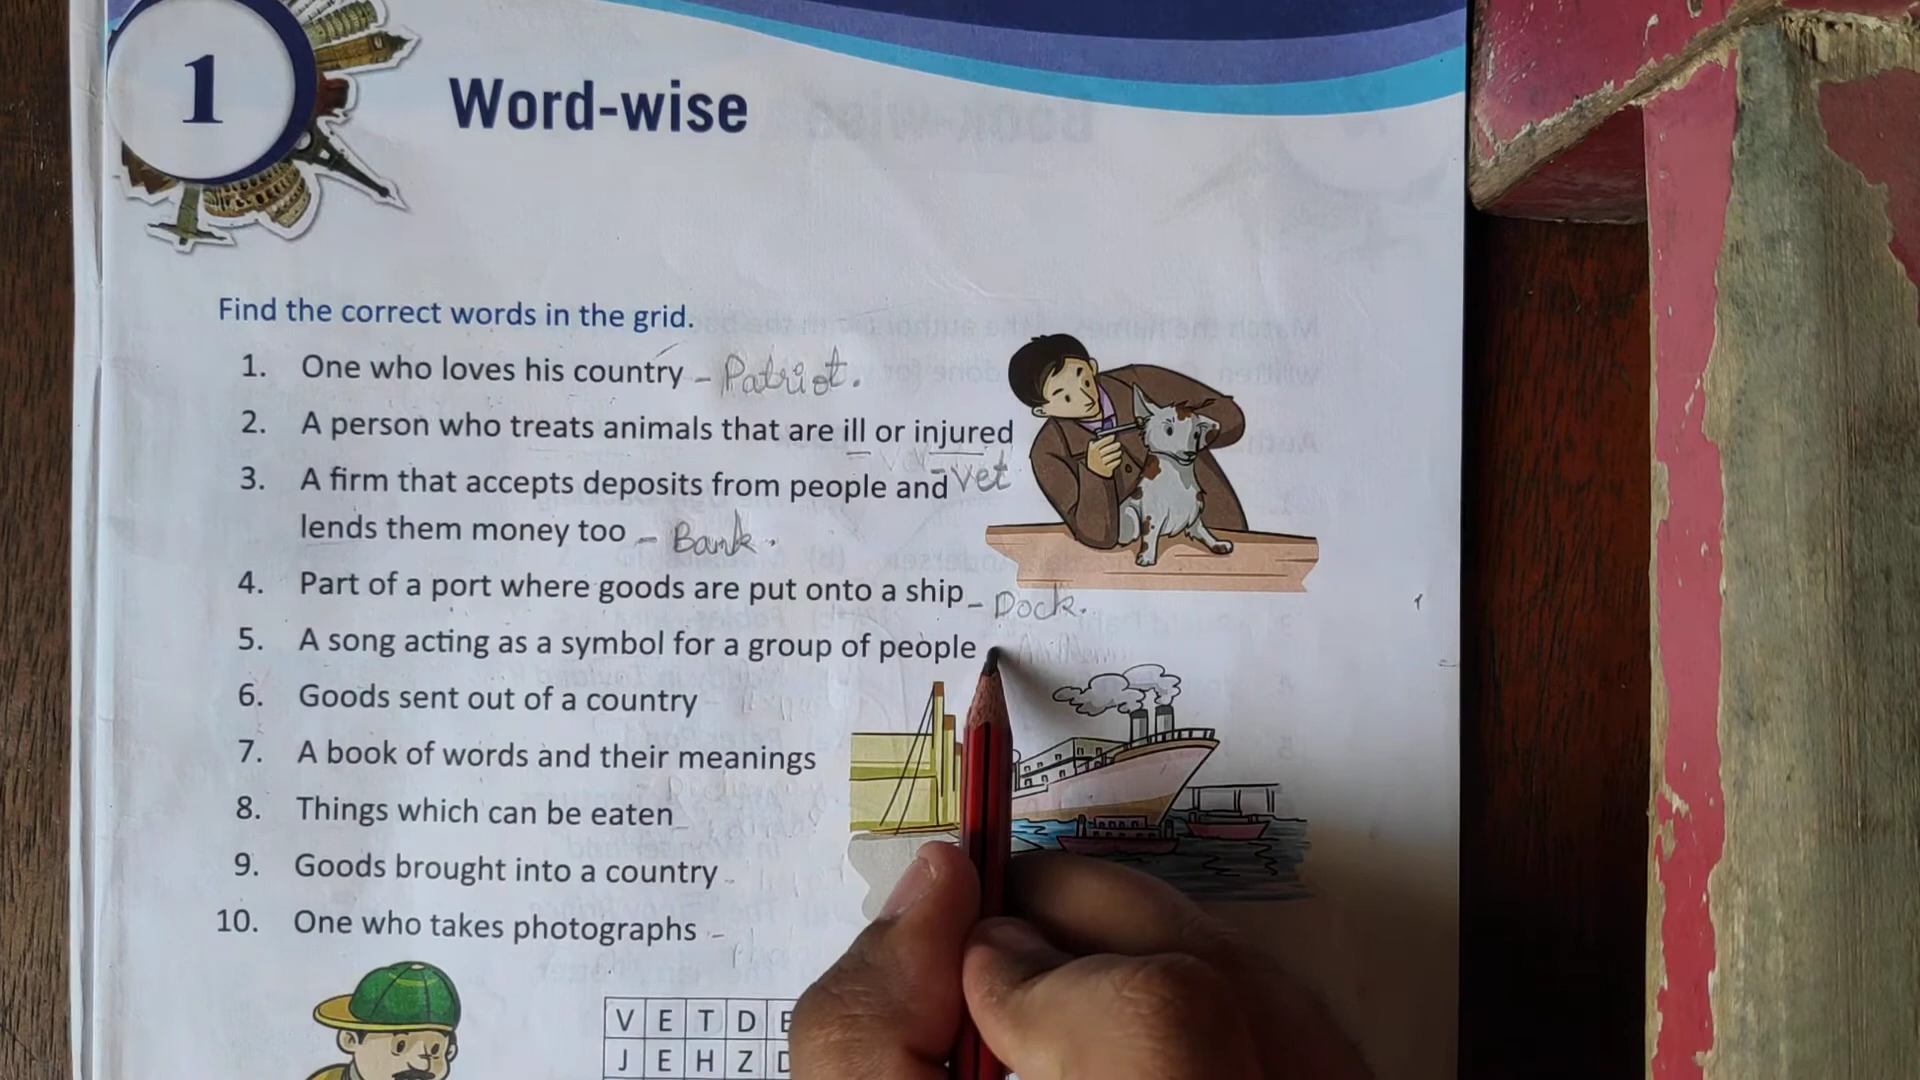 1
Word-wise
Find the correct words in the grid.
1. One who loves his country – Patriot.
2. A person who treats animals that are ill or injured
3. A firm that accepts deposits from people and – vet
lends them money too – Bank.
4. Part of a port where goods are put onto a ship – Dock.
5. A song acting as a symbol for a group of people
6. Goods sent out of a country
7. A book of words and their meanings
8. Things which can be eaten
9. Goods brought into a country
10. One who takes photographs –
V E T D
J E H Z